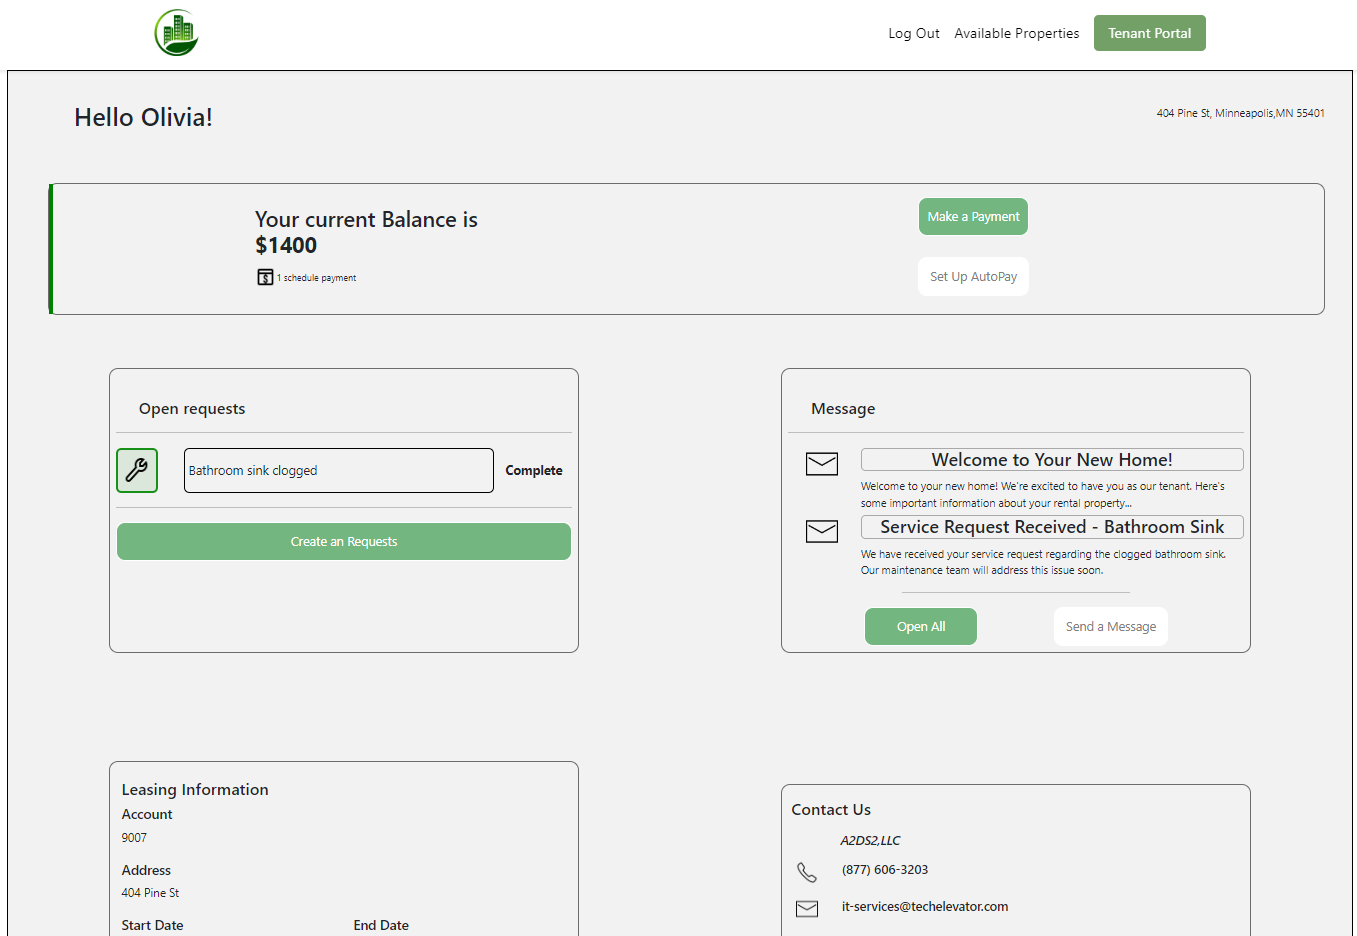 Log Out Available Properties Tenant Portal
Hello Olivia!
404 Pine St, Minneapolis,MN 55401
Your current Balance is
$1400
1 schedule payment
Make a Payment
Set Up AutoPay
Open requests
Bathroom sink clogged Complete
Create an Requests
Message
Welcome to Your New Home!
Welcome to your new home! We're excited to have you as our tenant. Here's
some important information about your rental property...
Service Request Received - Bathroom Sink
We have received your service request regarding the clogged bathroom sink.
Our maintenance team will address this issue soon.
Open All Send a Message
Leasing Information
Account
9007
Address
404 Pine St
Start Date End Date
Contact Us
A2DS2,LLC
(877) 606-3203
it-services@techelevator.com